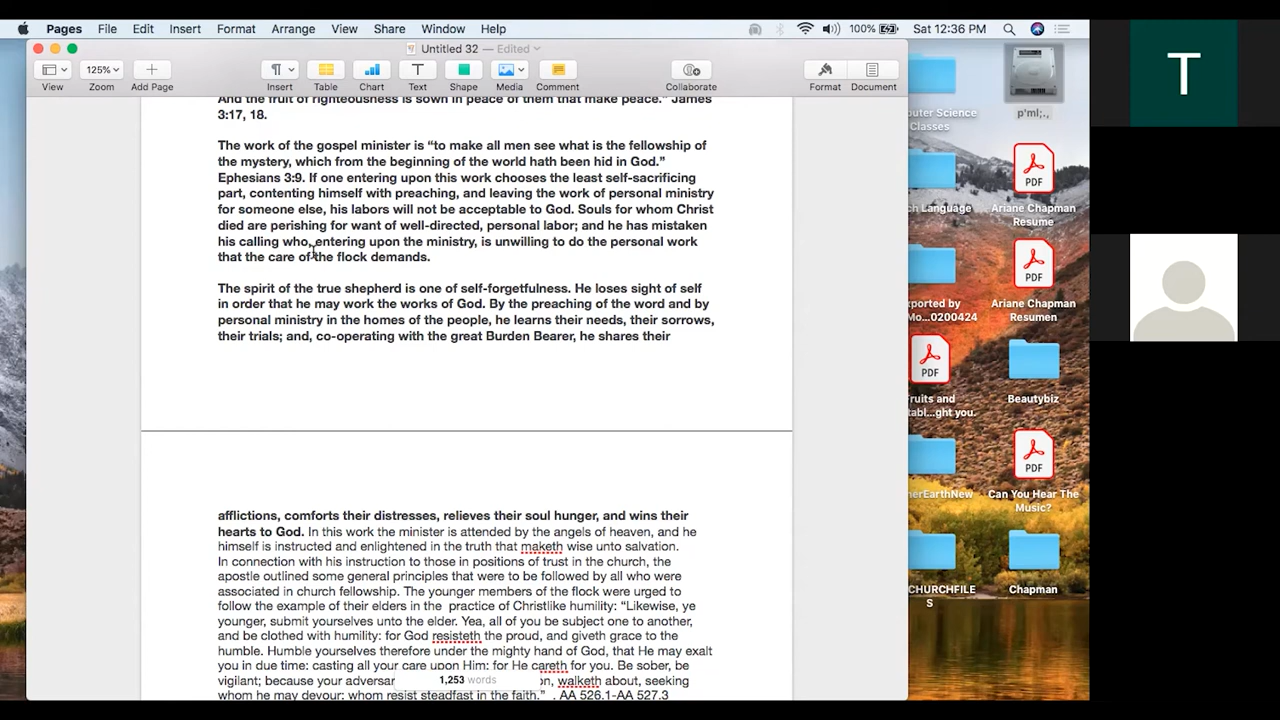 Pages File Edit Insert Format Arrange View Share Window Help 100% Sat 12:36 PM
Untitled 32 — Edited
125%
View Zoom Add Page Insert Table Chart Text Shape Media Comment Collaborate Format Document
And the fruit of righteousness is sown in peace of them that make peace.” James
3:17, 18.
The work of the gospel minister is “to make all men see what is the fellowship of
the mystery, which from the beginning of the world hath been hid in God.”
Ephesians 3:9. If one entering upon this work chooses the least self-sacrificing
part, contenting himself with preaching, and leaving the work of personal ministry
for someone else, his labors will not be acceptable to God. Souls for whom Christ
died are perishing for want of well-directed, personal labor; and he has mistaken
his calling who, entering upon the ministry, is unwilling to do the personal work
that the care of the flock demands.
The spirit of the true shepherd is one of self-forgetfulness. He loses sight of self
in order that he may work the works of God. By the preaching of the word and by
personal ministry in the homes of the people, he learns their needs, their sorrows,
their trials; and, co-operating with the great Burden Bearer, he shares their
afflictions, comforts their distresses, relieves their soul hunger, and wins their
hearts to God. In this work the minister is attended by the angels of heaven, and he
himself is instructed and enlightened in the truth that maketh wise unto salvation.
In connection with his instruction to those in positions of trust in the church, the
apostle outlined some general principles that were to be followed by all who were
associated in church fellowship. The younger members of the flock were urged to
follow the example of their elders in the practice of Christlike humility: “Likewise, ye
younger, submit yourselves unto the elder. Yea, all of you be subject one to another,
and be clothed with humility: for God resisteth the proud, and giveth grace to the
humble. Humble yourselves therefore under the mighty hand of God, that He may exalt
you in due time: casting all your care upon Him: for He careth for you. Be sober, be
vigilant; because your adversar on, walketh about, seeking
whom he may devour: whom resist steadfast in the faith.” . AA 526.1-AA 527.3
1,253 words
puter Science
Classes
p'ml;.,
ch Language
PDF
Ariane Chapman
Resume
xported by
Mo...0200424
PDF
Ariane Chapman
Resumen
PDF
Fruits and
tabl...ght you.
Beautybiz
nerEarthNew
PDF
Can You Hear The
Music?
CHURCHFILE
S
Chapman
T